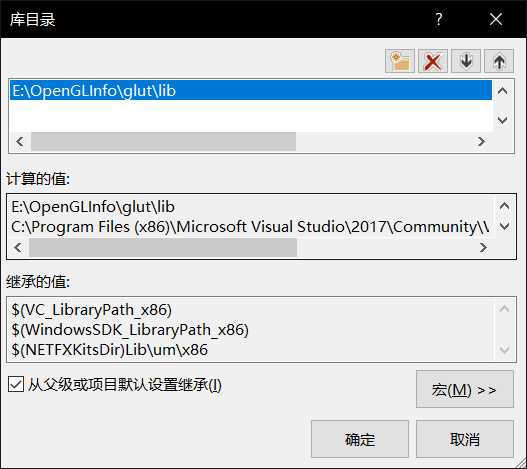 库目录
E:\OpenGLInfo\glut\lib
计算的值:
E:\OpenGLInfo\glut\lib
C:\Program Files (x86)\Microsoft Visual Studio\2017\Community\V
继承的值:
$(VC_LibraryPath_x86)
$(WindowsSDK_LibraryPath_x86)
$(NETFXKitsDir)Lib\um\x86
从父级或项目默认设置继承(I)
宏(M) >>
确定
取消